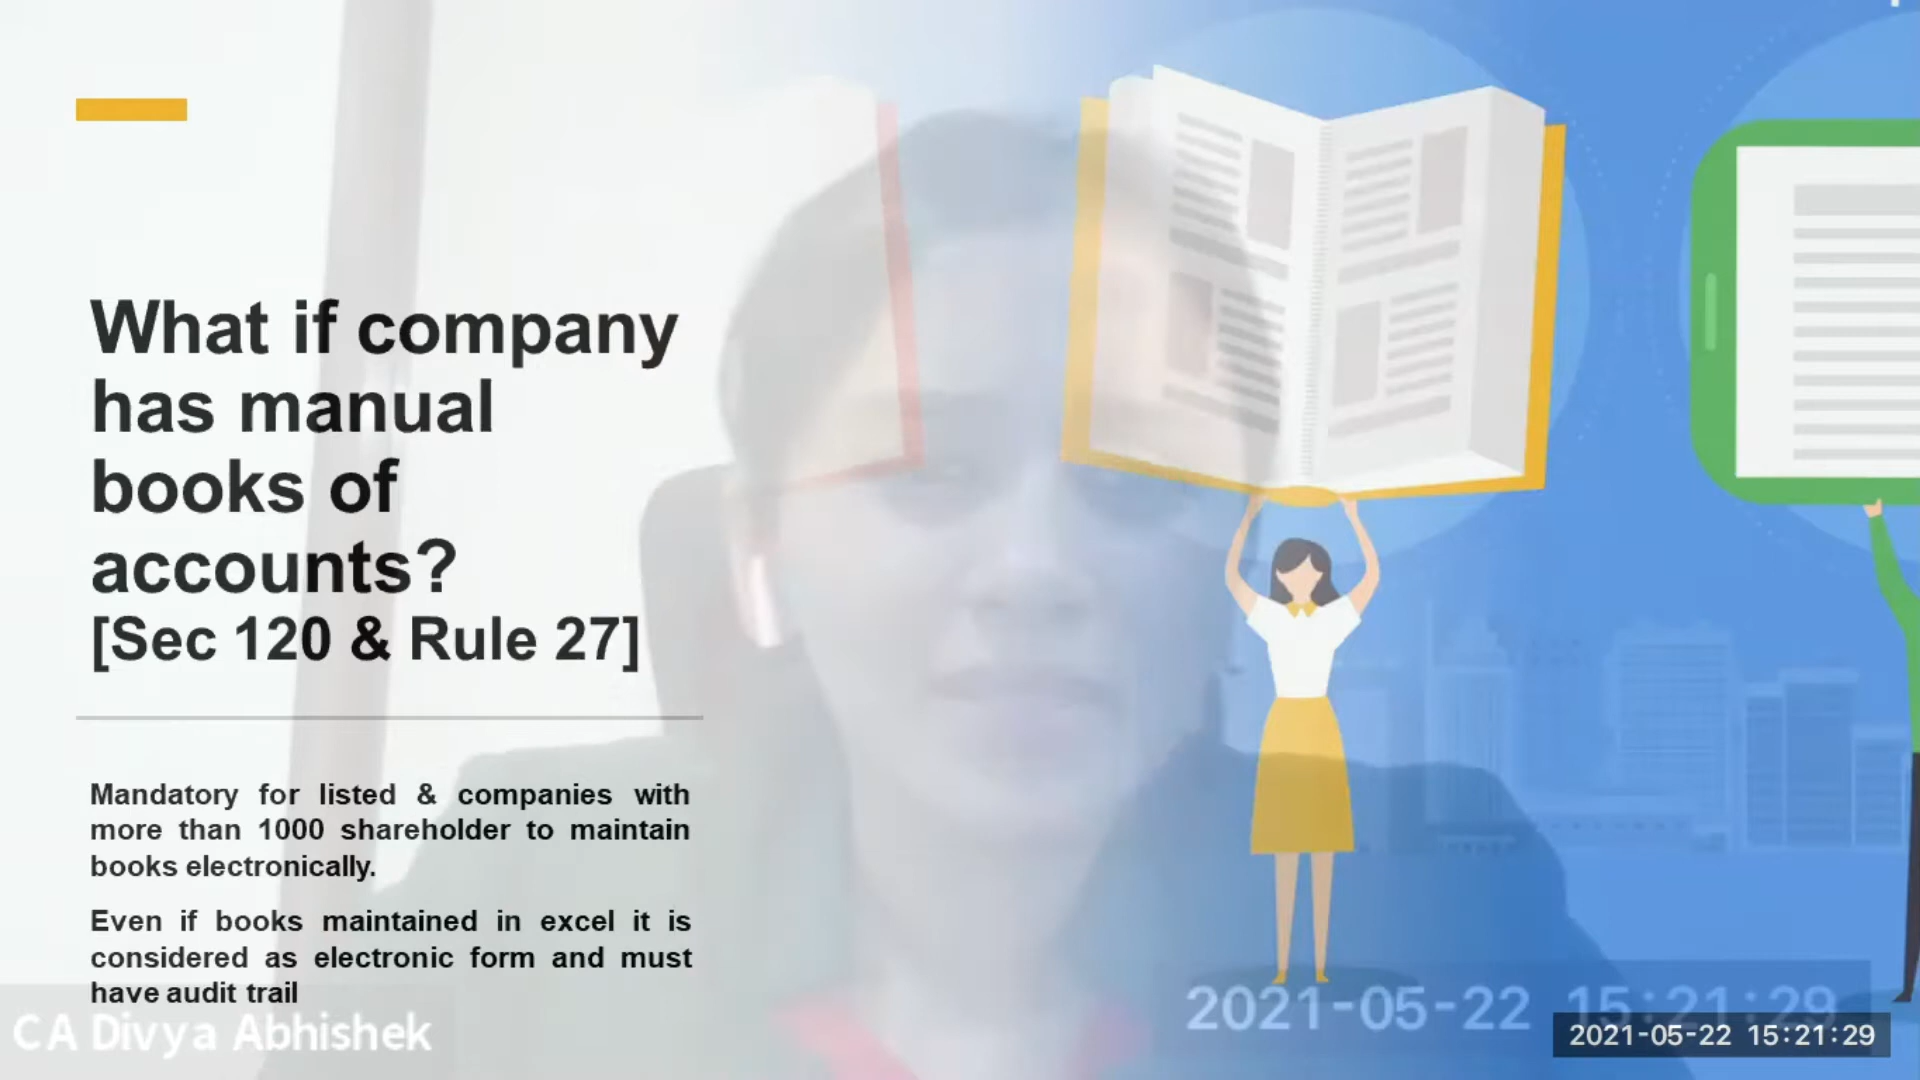 What if company
has manual
books of
accounts?
[Sec 120 & Rule 27]
Mandatory for listed & companies with
more than 1000 shareholder to maintain
books electronically.
Even if books maintained in excel it is
considered as electronic form and must
have audit trail
CA Divya Abhishek
2021-05-22 15:21:29
2021-05-22 15:21:29